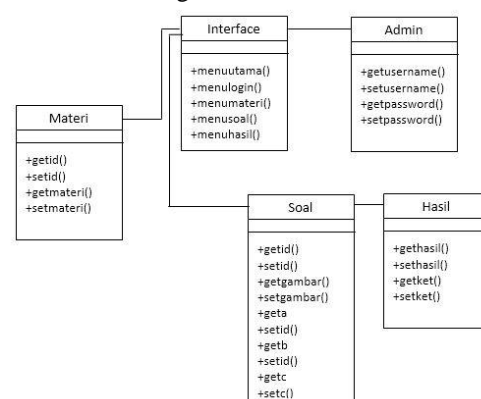 Interface
+menuutama()
+menulogin()
+menumateri()
+menusoal()
+menuhasil()
Admin
+getusername()
+setusername()
+getpassword()
+setpassword()
Materi
+getid()
+setid()
+getmateri()
+setmateri()
Soal
+getid()
+setid()
+getgambar()
+setgambar()
+geta
+setid()
+getb
+setid()
+getc
+setc()
Hasil
+gethasil()
+sethasil()
+getket()
+setket()